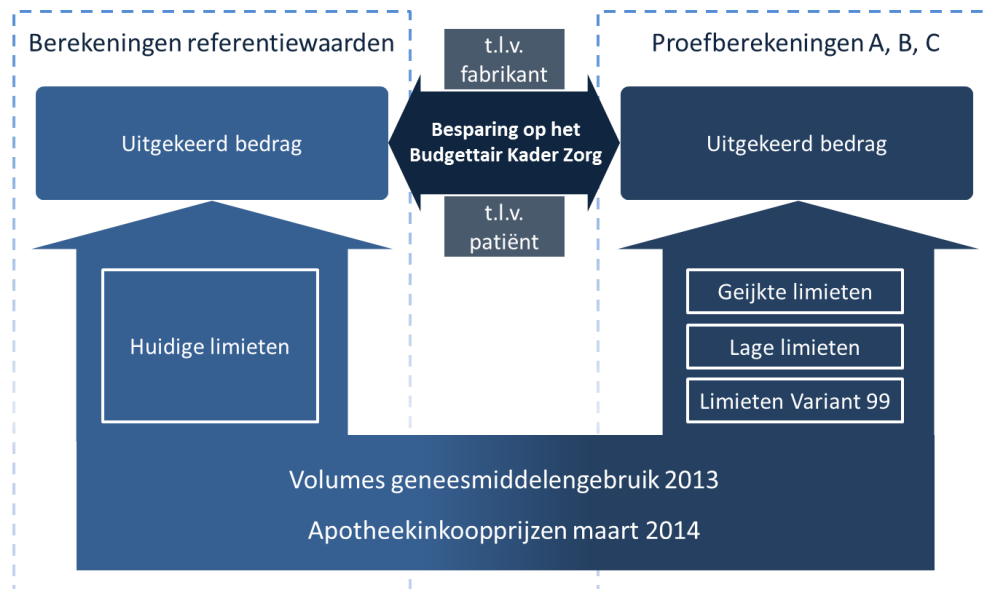 Berekeningen referentiewaarden
t.l.v.
fabrikant
Proefberekeningen A, B, C
Uitgekeerd bedrag
Besparing op het
Budgettair Kader Zorg
Uitgekeerd bedrag
t.l.v.
patiënt
Huidige limieten
Geijkte limieten
Lage limieten
Limieten Variant 99
Volumes geneesmiddelengebruik 2013
Apotheekinkoopprijzen maart 2014